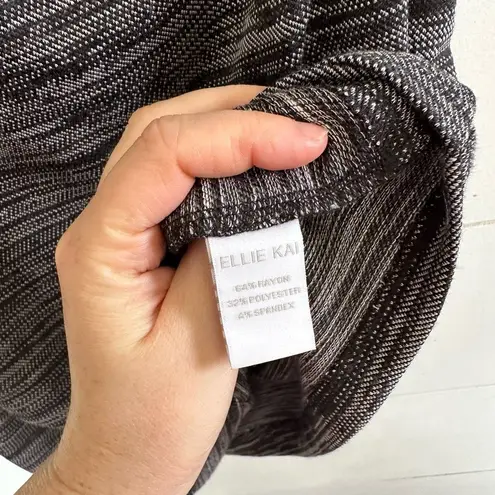 ELLIE KAI
64% RAYON
32% POLYESTER
4% SPANDEX